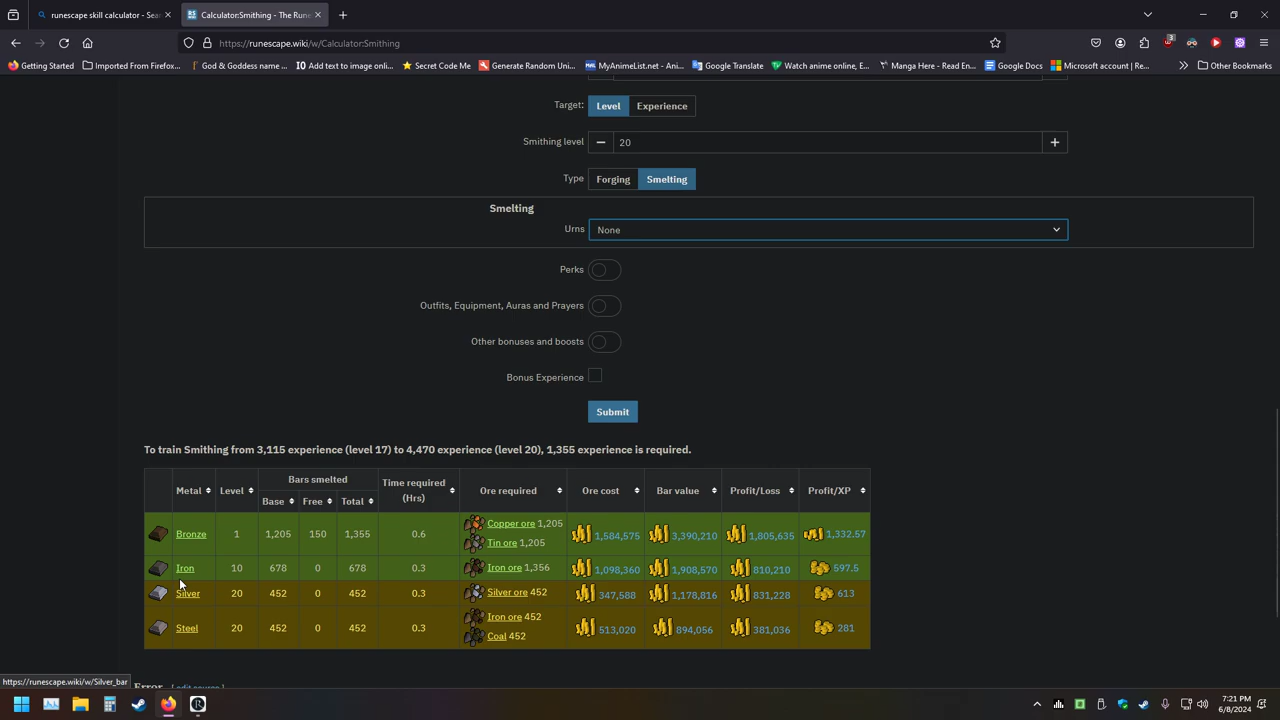 runescape skill calculator - Sea
Calculator:Smithing - The Rune
https://runescape.wiki/w/Calculator:Smithing
3
Getting Started
Imported From Firefox...
God & Goddess name ...
Add text to image onli...
Secret Code Me
Generate Random Uni...
MyAnimeList.net - Ani...
Google Translate
Watch anime online, E...
Manga Here - Read En...
Google Docs
Microsoft account | Re...
Other Bookmarks
Target: Level Experience
Smithing level 20
Type Forging Smelting
Smelting
Urns None
Perks
Outfits, Equipment, Auras and Prayers
Other bonuses and boosts
Bonus Experience
Submit
To train Smithing from 3,115 experience (level 17) to 4,470 experience (level 20), 1,355 experience is required.
Metal Level Bars smelted Base Free Total Time required (Hrs) Ore required Ore cost Bar value Profit/Loss Profit/XP
Bronze 1 1,205 150 1,355 0.6 Copper ore 1,205 Tin ore 1,205 1,584,575 3,390,210 1,805,635 1,332.57
Iron 10 678 0 678 0.3 Iron ore 1,356 1,098,360 1,908,570 810,210 597.5
Silver 20 452 0 452 0.3 Silver ore 452 347,588 1,178,816 831,228 613
Steel 20 452 0 452 0.3 Iron ore 452 Coal 452 513,020 894,056 381,036 281
Error [ edit source ]
https://runescape.wiki/w/Silver_bar
7:21 PM
6/8/2024